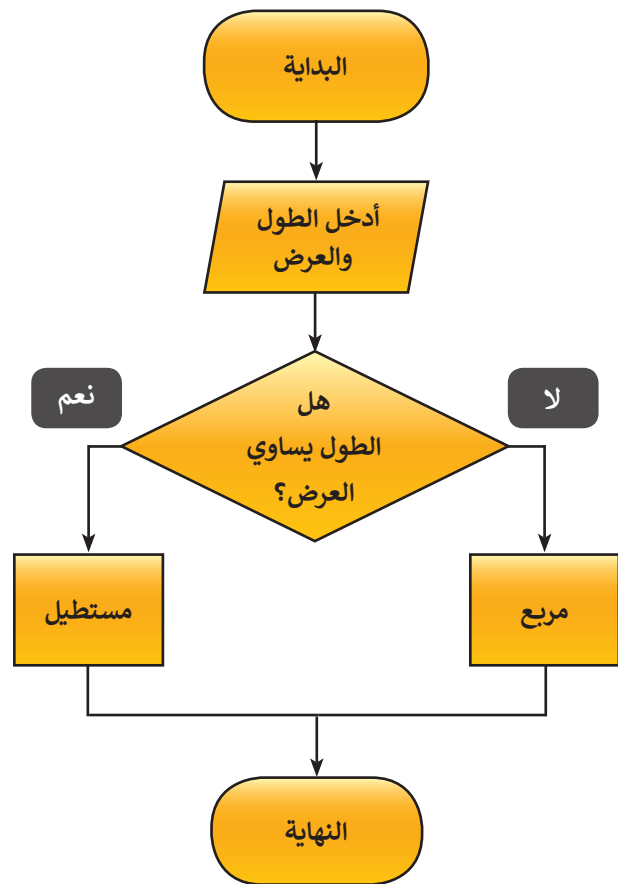 البداية
أدخل الطول
والعرض
لا
نعم
هل
الطول يساوي
العرض؟
مربع
مستطيل
النهاية